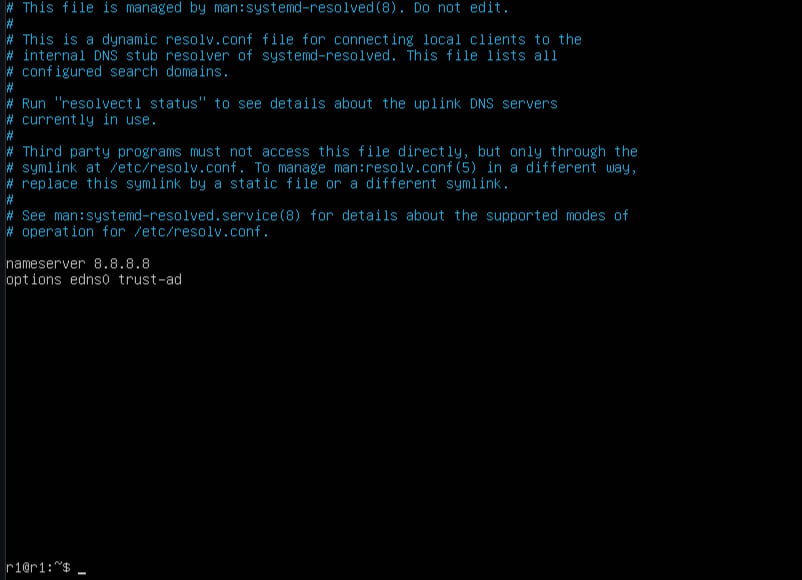 # This file is managed by man:systemd-resolved(8). Do not edit.
#
# This is a dynamic resolv.conf file for connecting local clients to the
# internal DNS stub resolver of systemd-resolved. This file lists all
# configured search domains.
#
# Run "resolvectl status" to see details about the uplink DNS servers
# currently in use.
#
# Third party programs must not access this file directly, but only through the
# symlink at /etc/resolv.conf. To manage man:resolv.conf(5) in a different way,
# replace this symlink by a static file or a different symlink.
#
# See man:systemd-resolved.service(8) for details about the supported modes of
# operation for /etc/resolv.conf.
nameserver 8.8.8.8
options edns0 trust-ad
r1@r1:~$ _